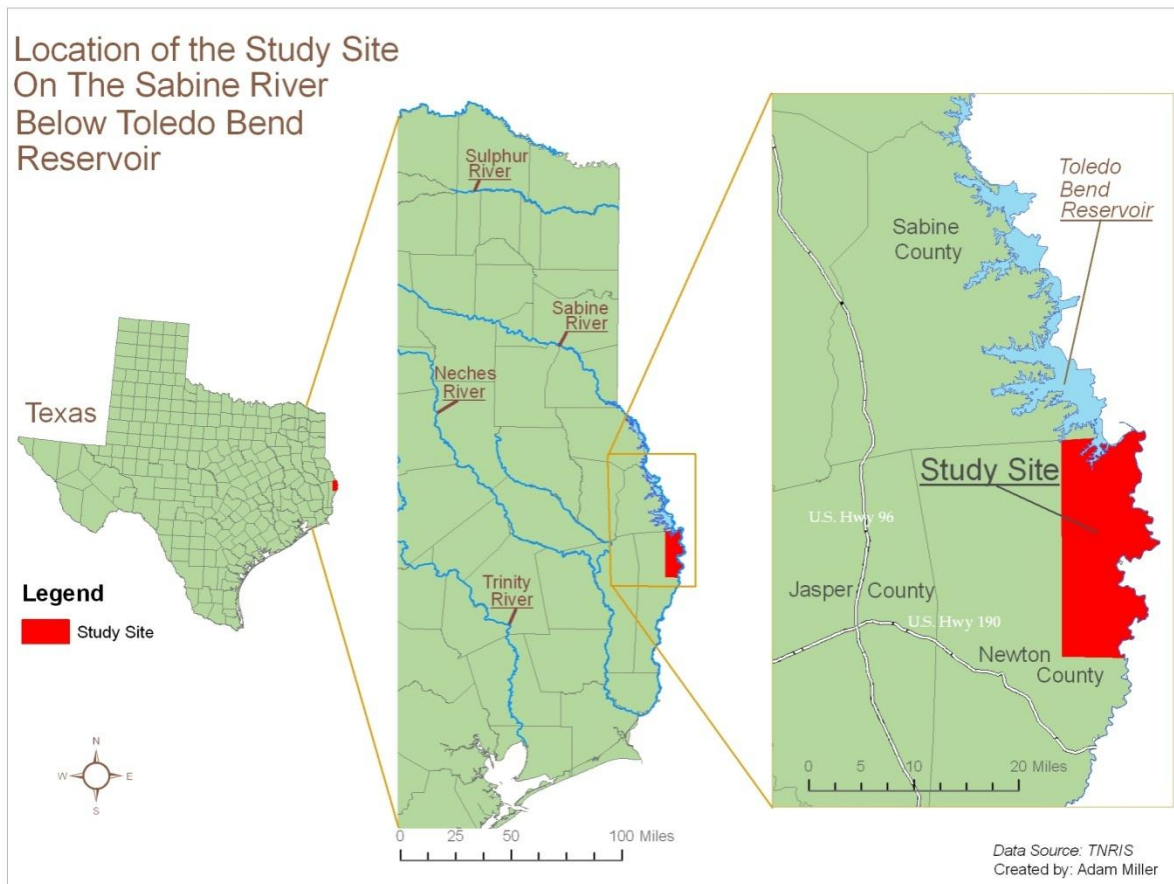 Location of the Study Site
On The Sabine River
Below Toledo Bend
Reservoir
Texas
Legend
Study Site
N
W
E
S
Sulphur
River
Sabine
River
Neches
River
Trinity
River
0 25 50 100 Miles
Toledo
Bend
Reservoir
Sabine
County
Study Site
U.S. Hwy 96
Jasper County
U.S. Hwy 190
Newton
County
0 5 10 20 Miles
Data Source: TNRIS
Created by: Adam Miller